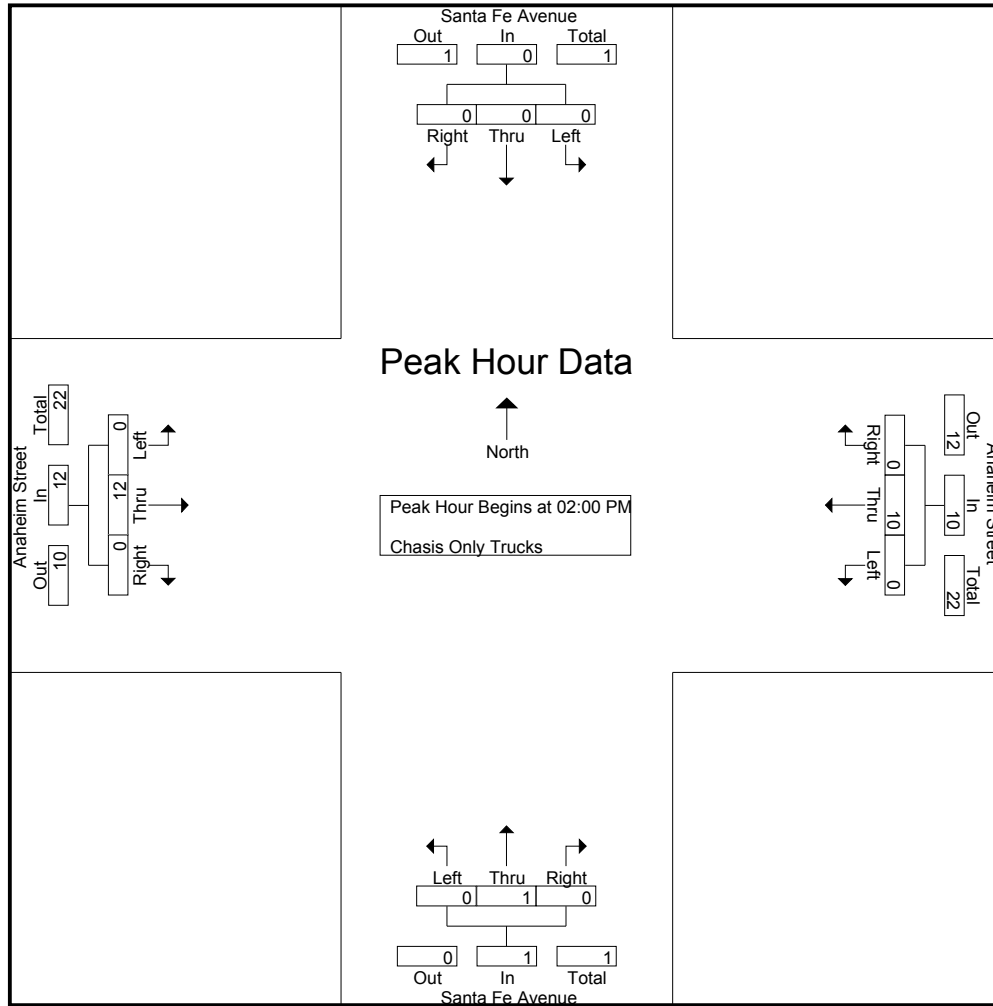 Santa Fe Avenue
Out In Total
1 0 1
0 0 0
Right Thru Left
Peak Hour Data
North
Peak Hour Begins at 02:00 PM
Chasis Only Trucks
Anaheim Street
Out In Total
10 12 22
0 12 0
Left Thru Right
Anaheim Street
Out In Total
12 10 22
0 10 0
Right Thru Left
Left Thru Right
0 1 0
0 1 1
Out In Total
Santa Fe Avenue